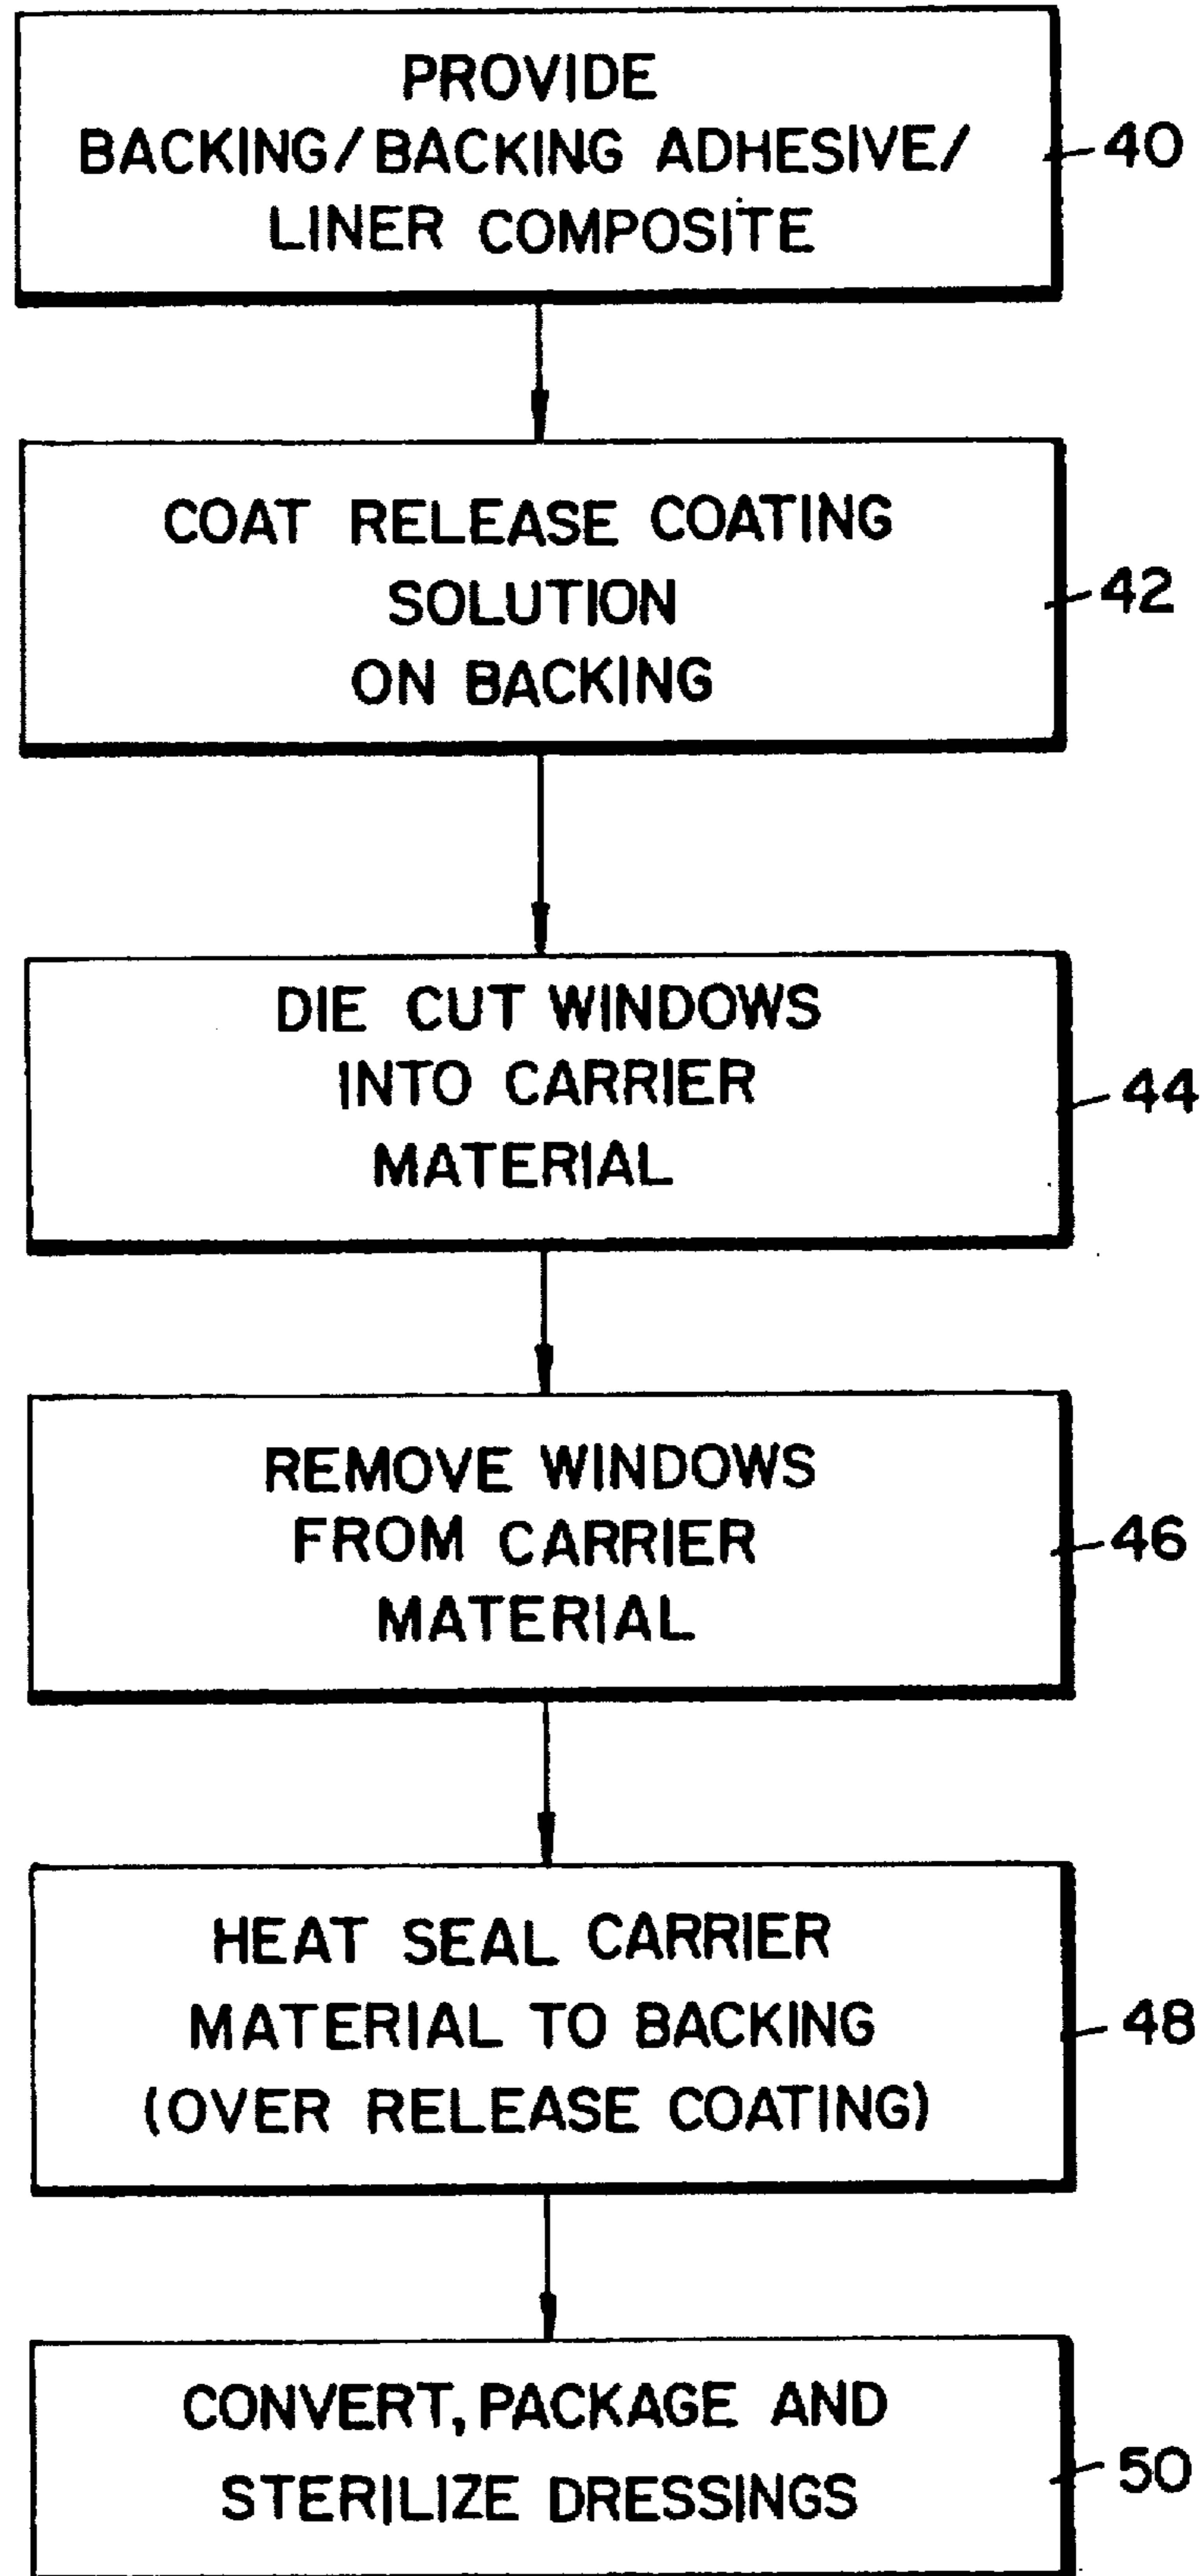 PROVIDE
BACKING/BACKING ADHESIVE/
LINER COMPOSITE
40
COAT RELEASE COATING
SOLUTION
ON BACKING
42
DIE CUT WINDOWS
INTO CARRIER
MATERIAL
44
REMOVE WINDOWS
FROM CARRIER
MATERIAL
46
HEAT SEAL CARRIER
MATERIAL TO BACKING
(OVER RELEASE COATING)
48
CONVERT, PACKAGE AND
STERILIZE DRESSINGS
50